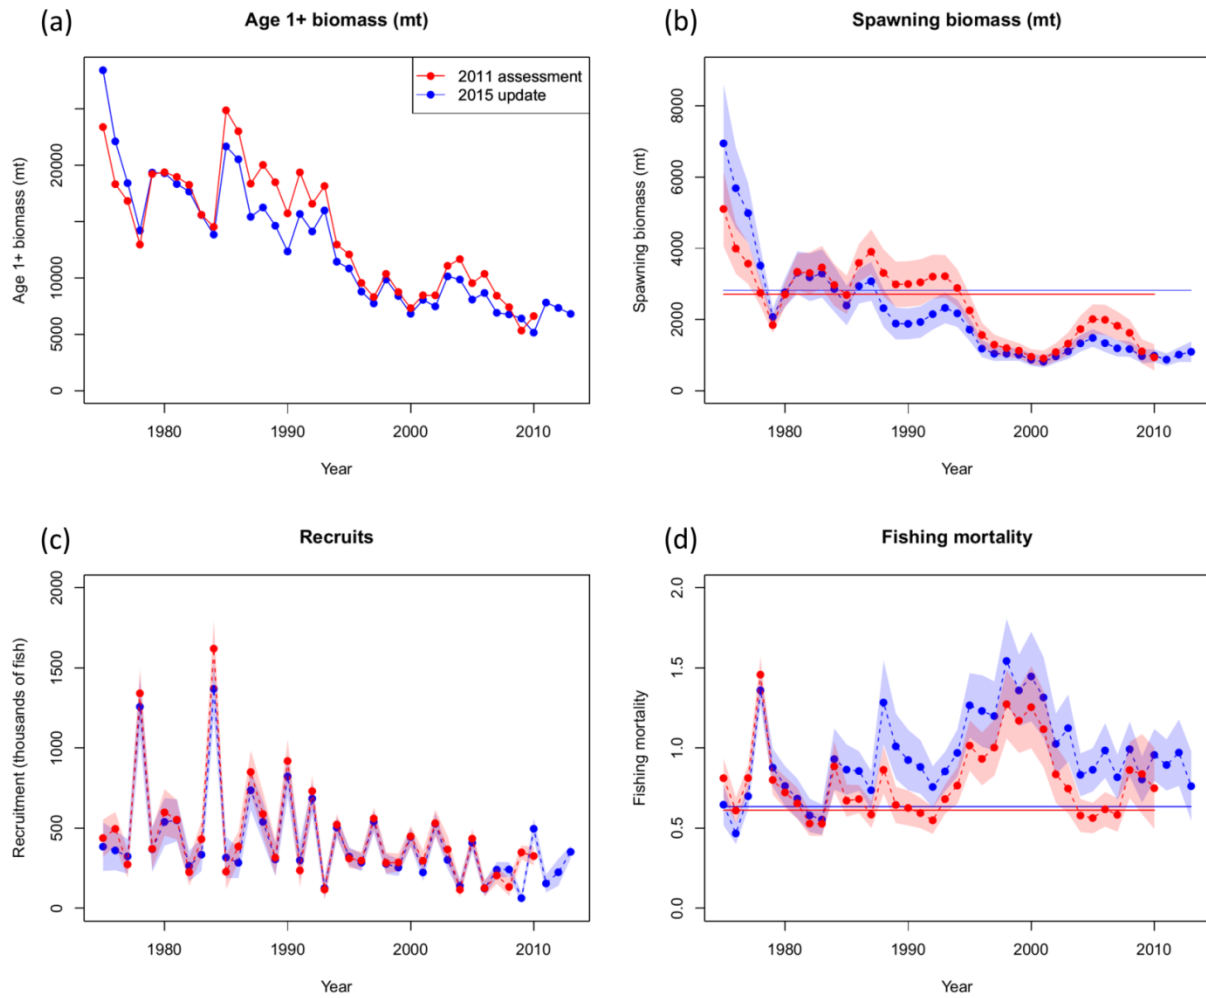 (a)
Age 1+ biomass (mt)
2011 assessment
2015 update
Age 1+ biomass (mt)
0
5000
10000
20000
1980
1990
2000
2010
Year
(b)
Spawning biomass (mt)
Spawning biomass (mt)
0
2000
4000
6000
8000
1980
1990
2000
2010
Year
(c)
Recruits
Recruitment (thousands of fish)
0
500
1000
1500
2000
1980
1990
2000
2010
Year
(d)
Fishing mortality
Fishing mortality
0.0
0.5
1.0
1.5
2.0
1980
1990
2000
2010
Year